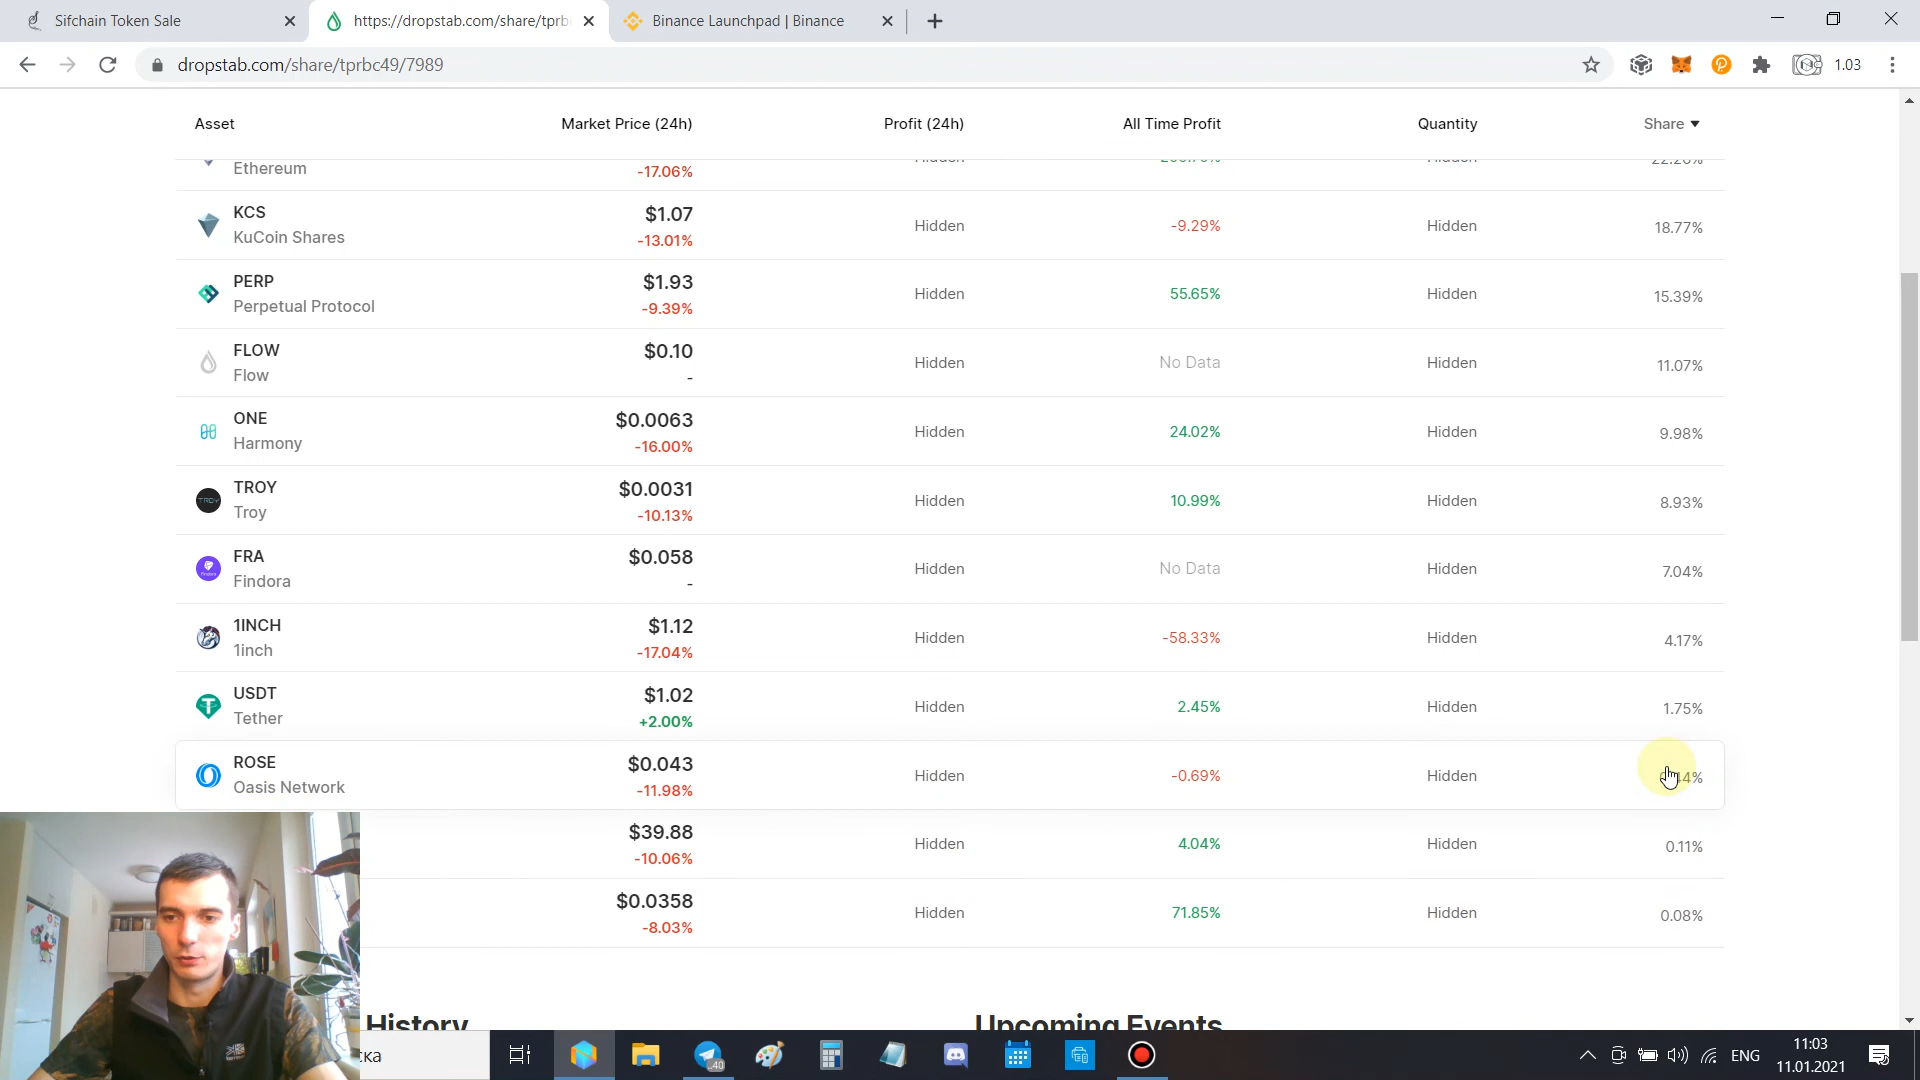 Sifchain Token Sale
https://dropstab.com/share/tprb
Binance Launchpad | Binance
dropstab.com/share/tprbc49/7989
1.03
Asset Market Price (24h) Profit (24h) All Time Profit Quantity Share
Ethereum -17.06%
KCS $1.07
KuCoin Shares -13.01% Hidden -9.29% Hidden 18.77%
PERP $1.93
Perpetual Protocol -9.39% Hidden 55.65% Hidden 15.39%
FLOW $0.10
Flow - Hidden No Data Hidden 11.07%
ONE $0.0063
Harmony -16.00% Hidden 24.02% Hidden 9.98%
TROY $0.0031
Troy -10.13% Hidden 10.99% Hidden 8.93%
FRA $0.058
Findora - Hidden No Data Hidden 7.04%
1INCH $1.12
1inch -17.04% Hidden -58.33% Hidden 4.17%
USDT $1.02
Tether +2.00% Hidden 2.45% Hidden 1.75%
ROSE $0.043
Oasis Network -11.98% Hidden -0.69% Hidden
$39.88
-10.06% Hidden 4.04% Hidden 0.11%
$0.0358
-8.03% Hidden 71.85% Hidden 0.08%
History Upcoming Events
ска
40
ENG
11:03
11.01.2021